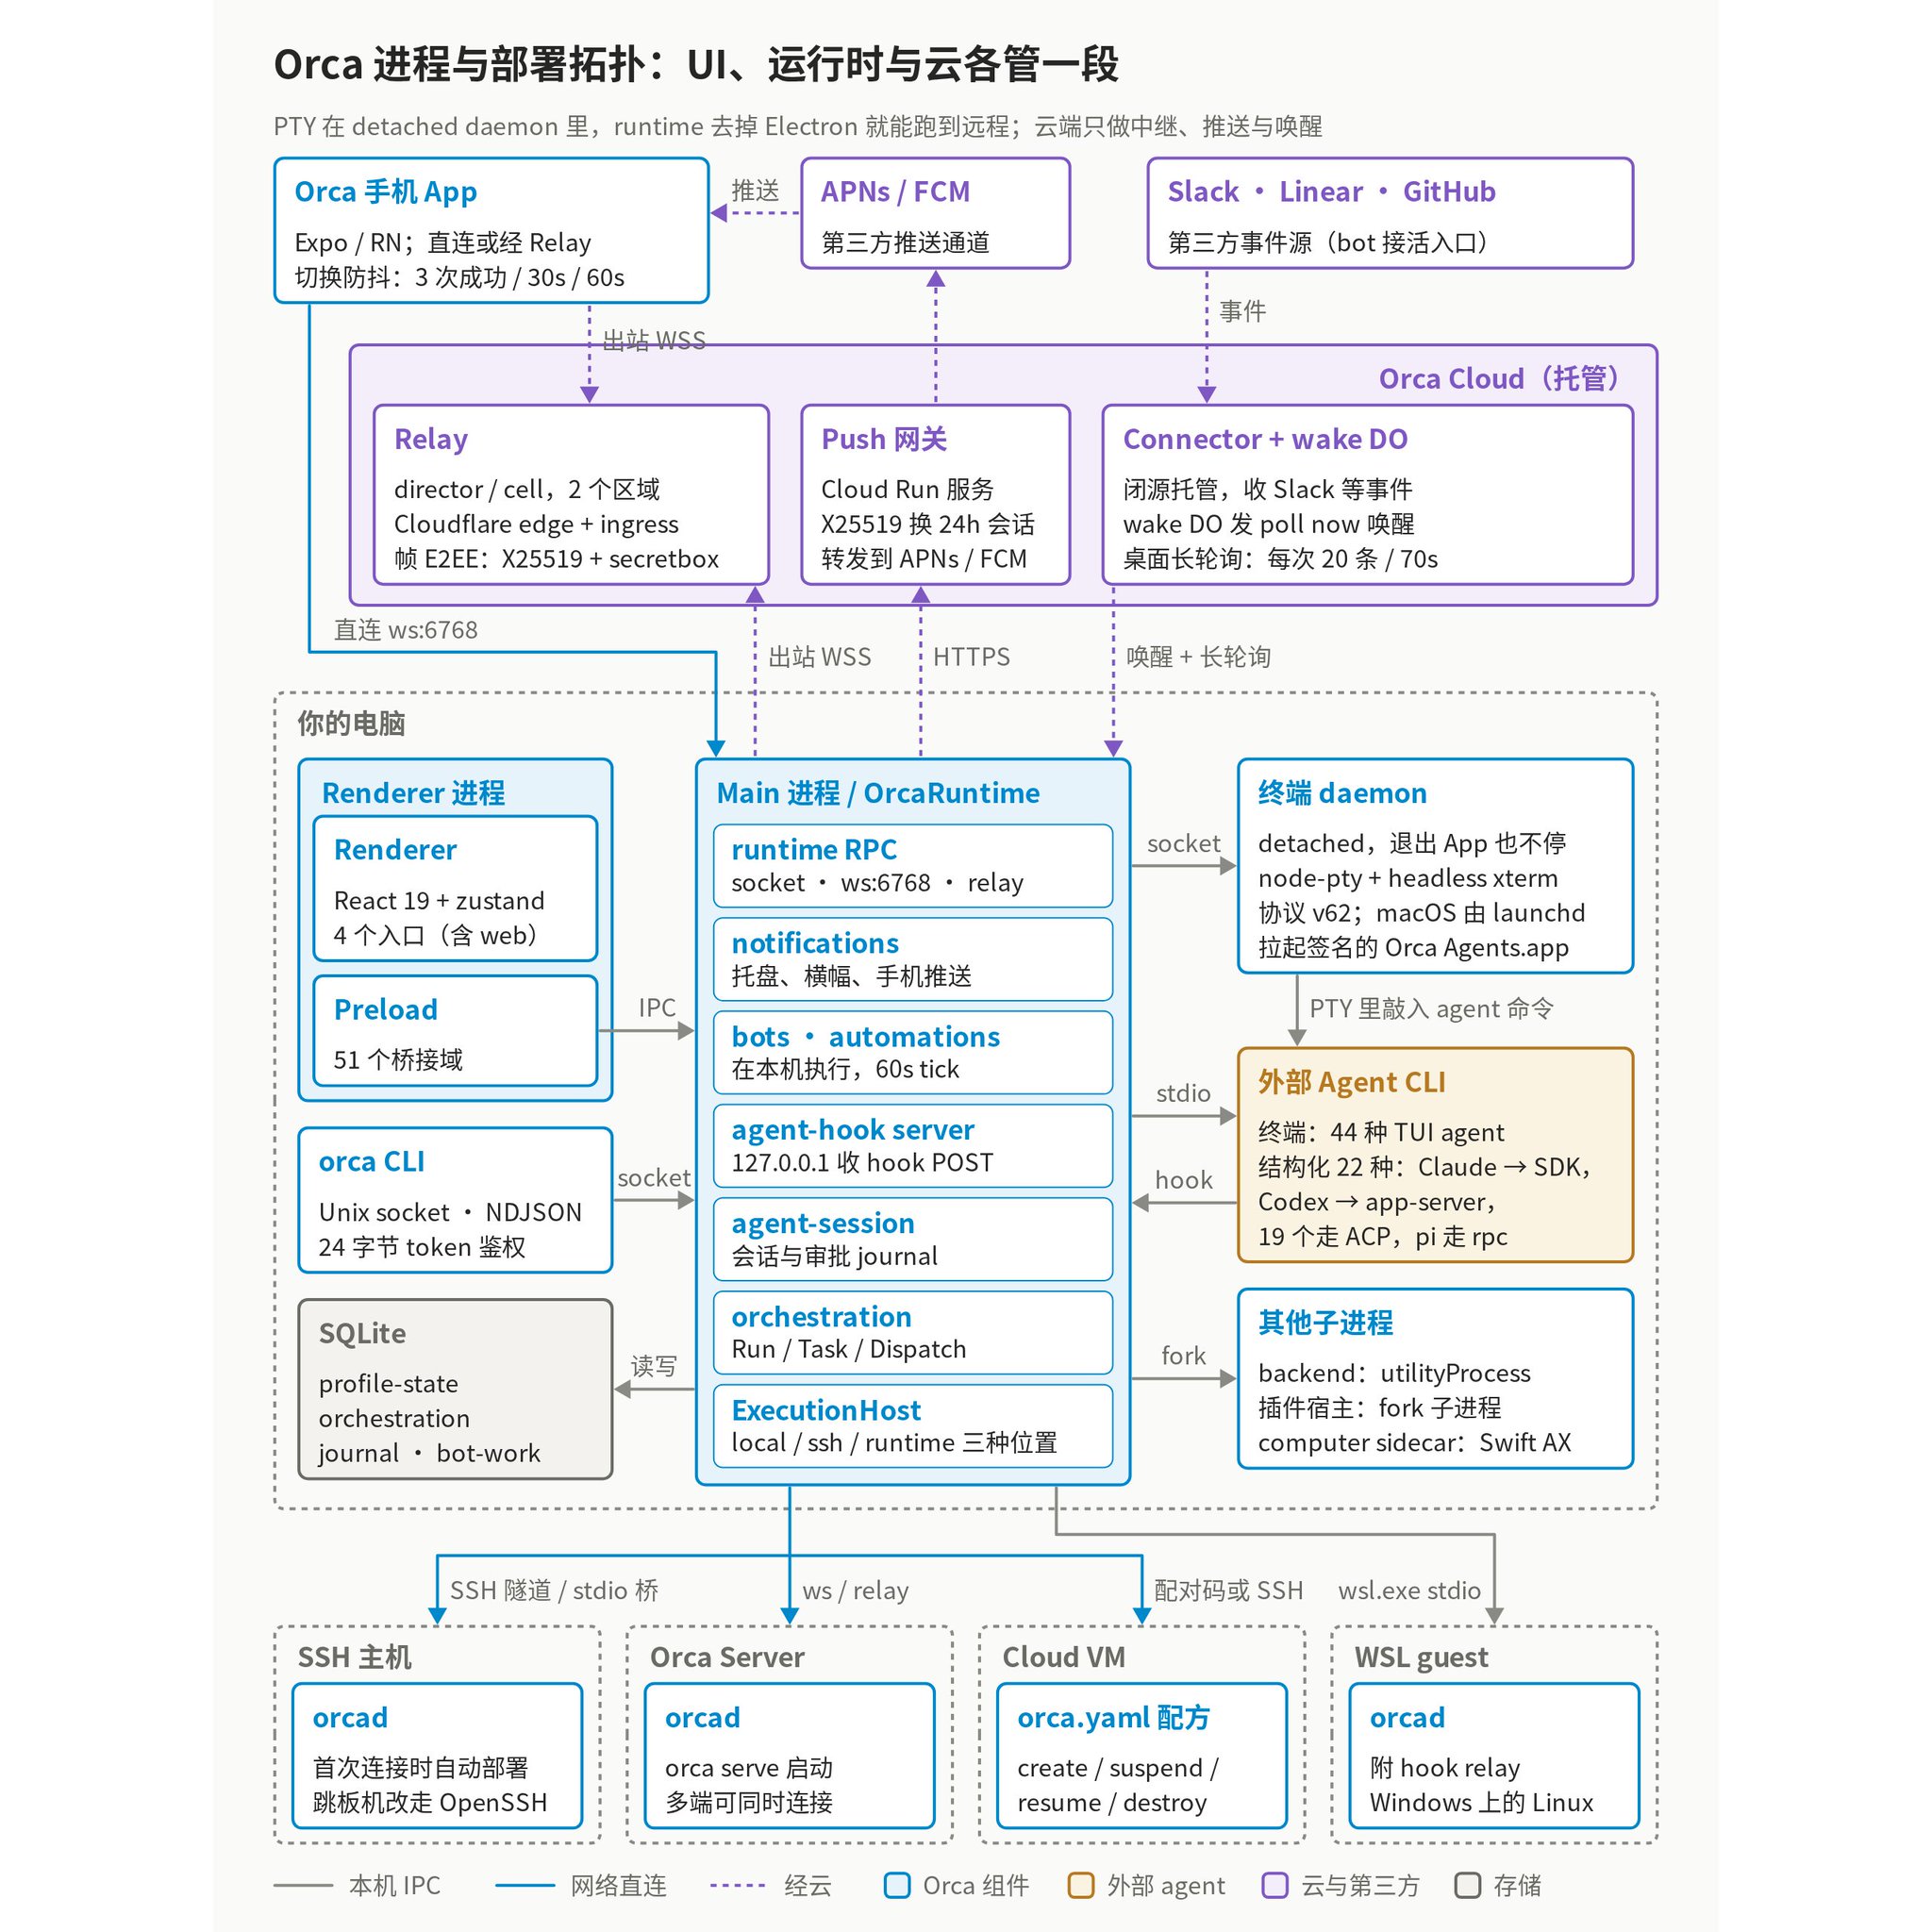 Orca 进程与部署拓扑：UI、运行时与云各管一段
PTY 在 detached daemon 里，runtime 去掉 Electron 就能跑到远程；云端只做中继、推送与唤醒
Orca 手机 App
Expo / RN；直连或经 Relay
切换防抖：3 次成功 / 30s / 60s
推送
APNs / FCM
第三方推送通道
Slack · Linear · GitHub
第三方事件源（bot 接活入口）
出站 WSS
事件
Orca Cloud（托管）
Relay
director / cell，2 个区域
Cloudflare edge + ingress
帧 E2EE：X25519 + secretbox
Push 网关
Cloud Run 服务
X25519 换 24h 会话
转发到 APNs / FCM
Connector + wake DO
闭源托管，收 Slack 等事件
wake DO 发 poll now 唤醒
桌面长轮询：每次 20 条 / 70s
直连 ws:6768
出站 WSS
HTTPS
唤醒 + 长轮询
你的电脑
Renderer 进程
Renderer
React 19 + zustand
4 个入口（含 web）
Preload
51 个桥接域
IPC
orca CLI
Unix socket · NDJSON
24 字节 token 鉴权
socket
SQLite
profile-state
orchestration
journal · bot-work
读写
Main 进程 / OrcaRuntime
runtime RPC
socket · ws:6768 · relay
notifications
托盘、横幅、手机推送
bots · automations
在本机执行，60s tick
agent-hook server
127.0.0.1 收 hook POST
agent-session
会话与审批 journal
orchestration
Run / Task / Dispatch
ExecutionHost
local / ssh / runtime 三种位置
socket
终端 daemon
detached，退出 App 也不停
node-pty + headless xterm
协议 v62；macOS 由 launchd
拉起签名的 Orca Agents.app
PTY 里敲入 agent 命令
stdio
hook
外部 Agent CLI
终端：44 种 TUI agent
结构化 22 种：Claude → SDK，
Codex → app-server，
19 个走 ACP，pi 走 rpc
fork
其他子进程
backend：utilityProcess
插件宿主：fork 子进程
computer sidecar：Swift AX
SSH 隧道 / stdio 桥
ws / relay
配对码或 SSH
wsl.exe stdio
SSH 主机
orcad
首次连接时自动部署
跳板机改走 OpenSSH
Orca Server
orcad
orca serve 启动
多端可同时连接
Cloud VM
orca.yaml 配方
create / suspend /
resume / destroy
WSL guest
orcad
附 hook relay
Windows 上的 Linux
本机 IPC
网络直连
经云
Orca 组件
外部 agent
云与第三方
存储